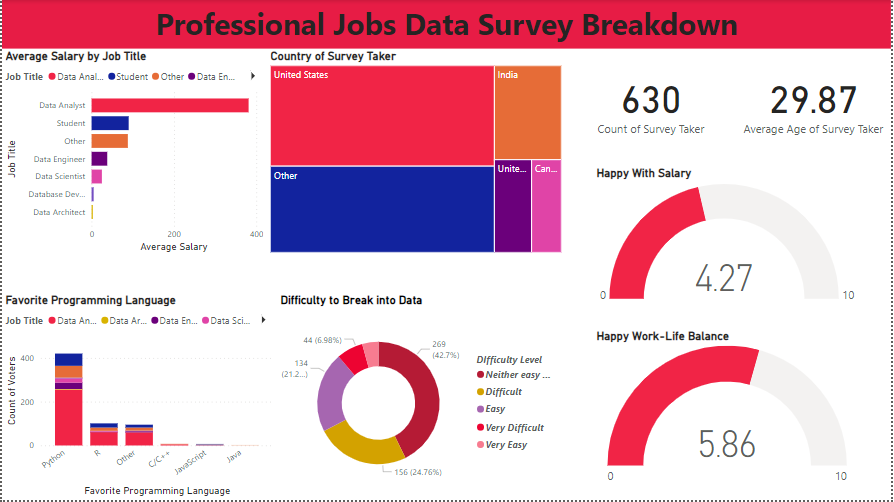 Professional Jobs Data Survey Breakdown
Average Salary by Job Title
Job Title Data Anal... Student Other Data En...
Job Title
Data Analyst
Student
Other
Data Engineer
Data Scientist
Database Dev...
Data Architect
0 200 400
Average Salary
Country of Survey Taker
United States
India
Other
Unite...
Can...
630
Count of Survey Taker
29.87
Average Age of Survey Taker
Happy With Salary
4.27
0 10
Favorite Programming Language
Job Title Data An... Data Ar... Data En... Data Sci...
Count of Voters
400
200
0
Python R Other C/C++ JavaScript Java
Favorite Programming Language
Difficulty to Break into Data
44 (6.98%)
269
(42.7%)
134
(21.2...)
156 (24.76%)
Difficulty Level
Neither easy ...
Difficult
Easy
Very Difficult
Very Easy
Happy Work-Life Balance
5.86
0 10